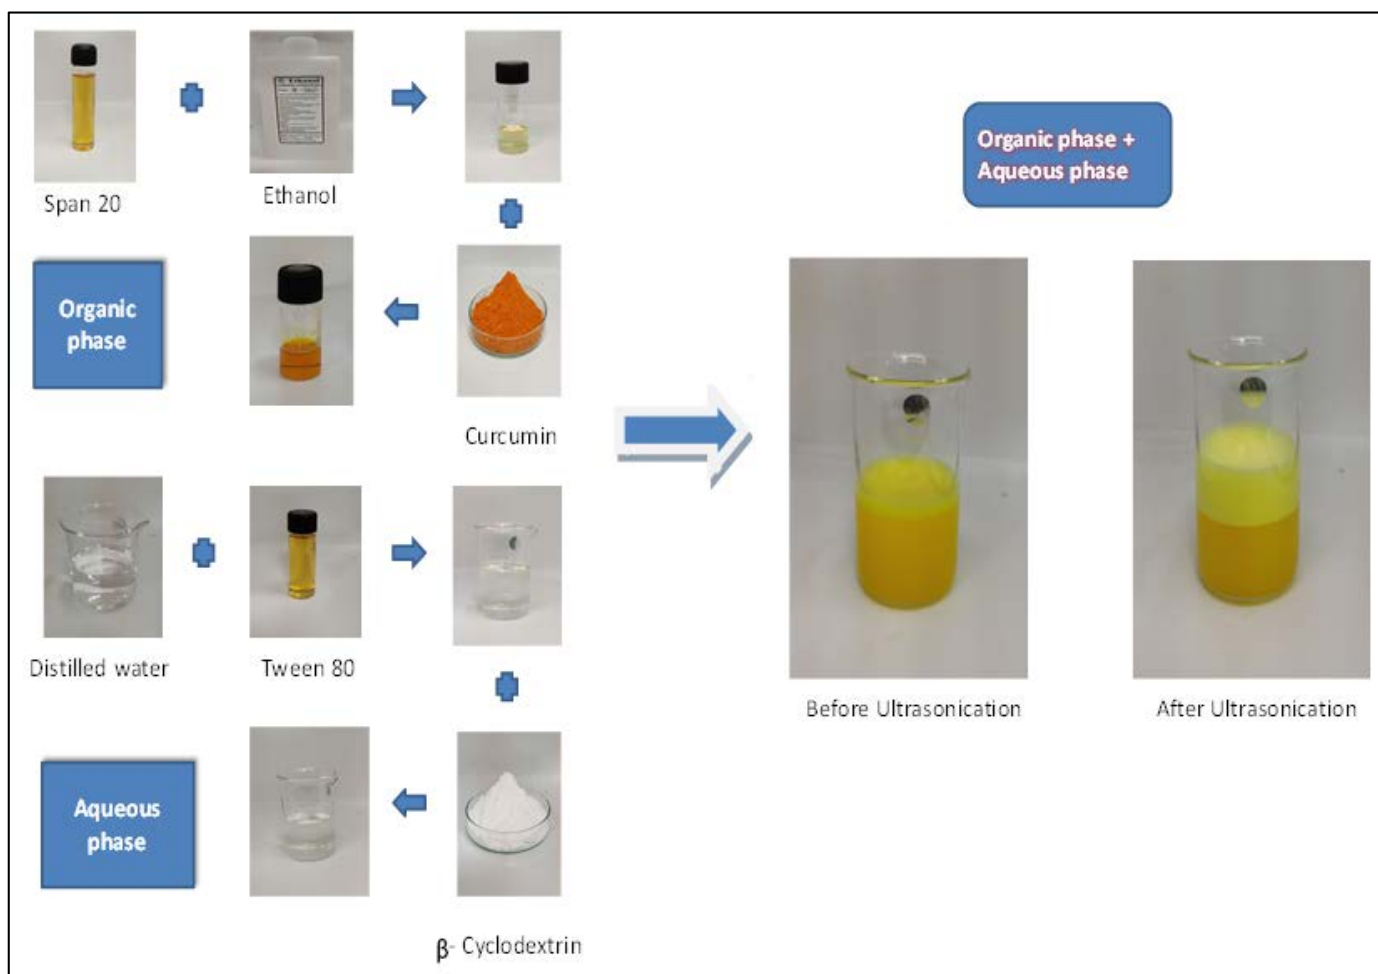 Span 20
Ethanol
Organic
phase
Curcumin
Distilled water
Tween 80
Aqueous
phase
β- Cyclodextrin
Organic phase +
Aqueous phase
Before Ultrasonication
After Ultrasonication